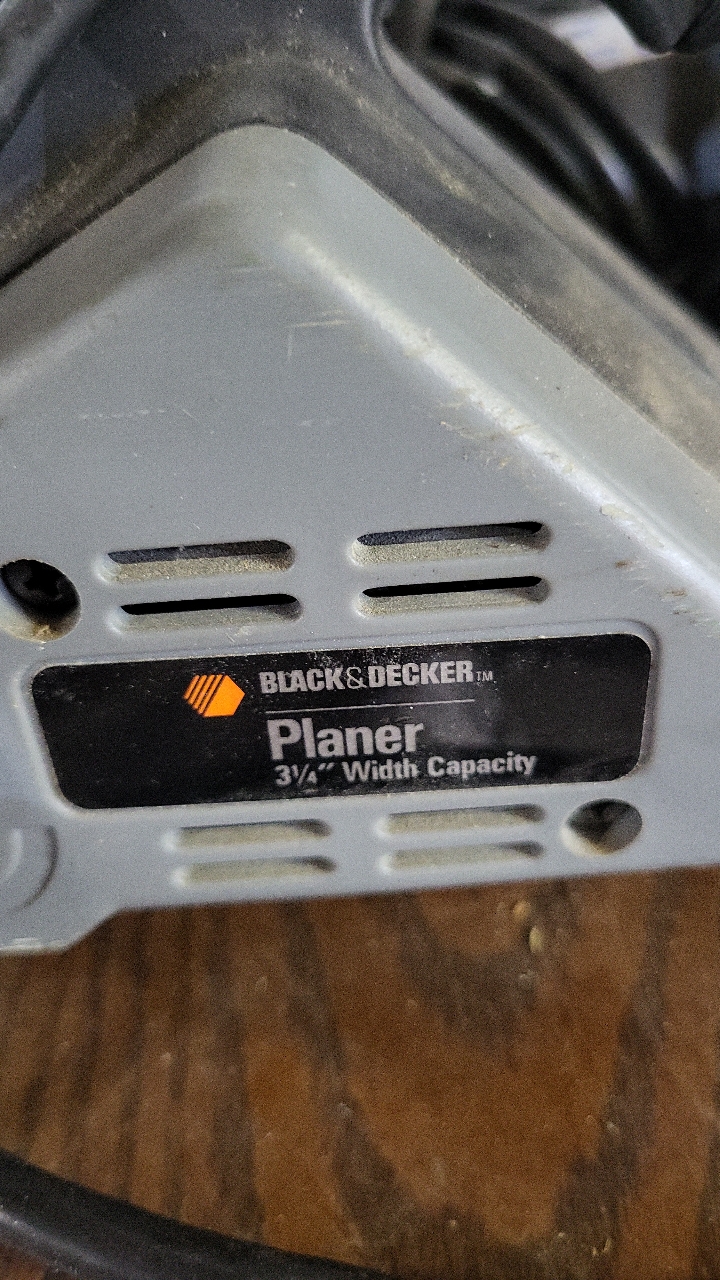 BLACK&DECKER™
Planer
3¼″ Width Capacity